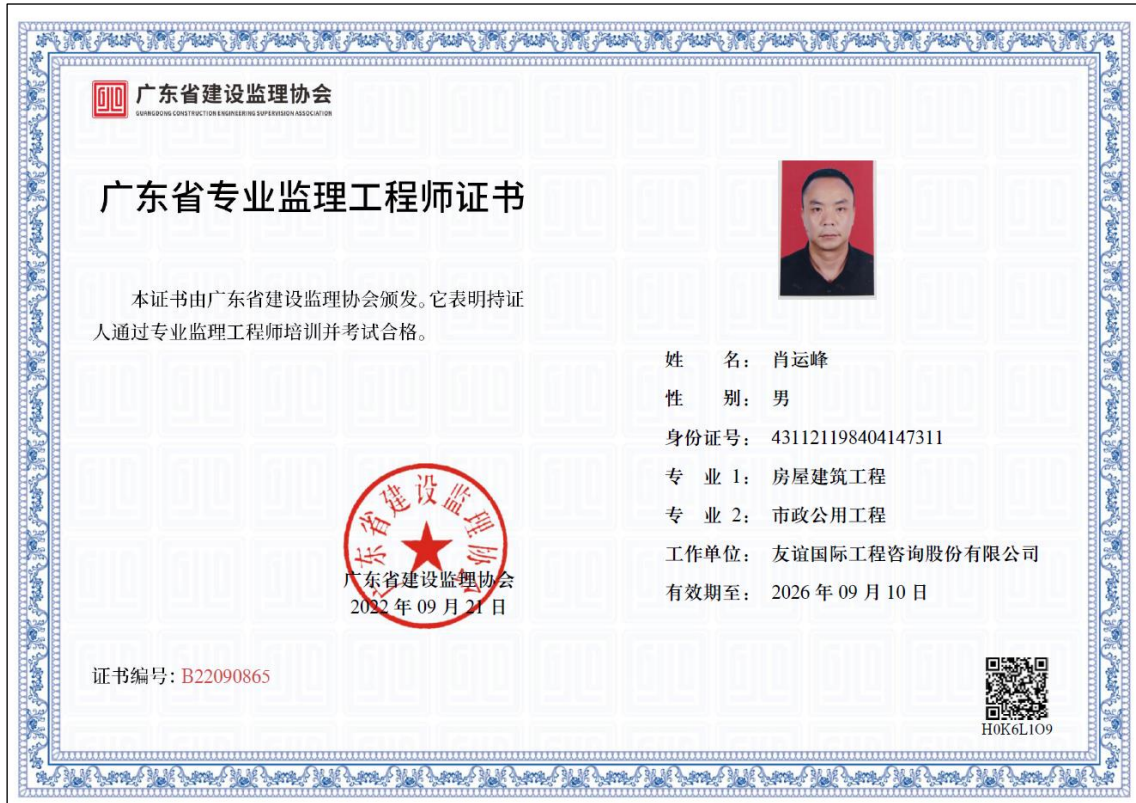 广东省建设监理协会
GUANGDONG CONSTRUCTION ENGINEERING SUPERVISION ASSOCIATION
广东省专业监理工程师证书
本证书由广东省建设监理协会颁发。它表明持证
人通过专业监理工程师培训并考试合格。
姓 名： 肖运峰
性 别： 男
身份证号： 431121198404147311
专 业 1： 房屋建筑工程
专 业 2： 市政公用工程
工作单位： 友谊国际工程咨询股份有限公司
有效期至： 2026 年 09 月 10 日
广东省建设监理协会
广东省建设监理协会
2022 年 09 月 21 日
证书编号：B22090865
H0K6L1O9